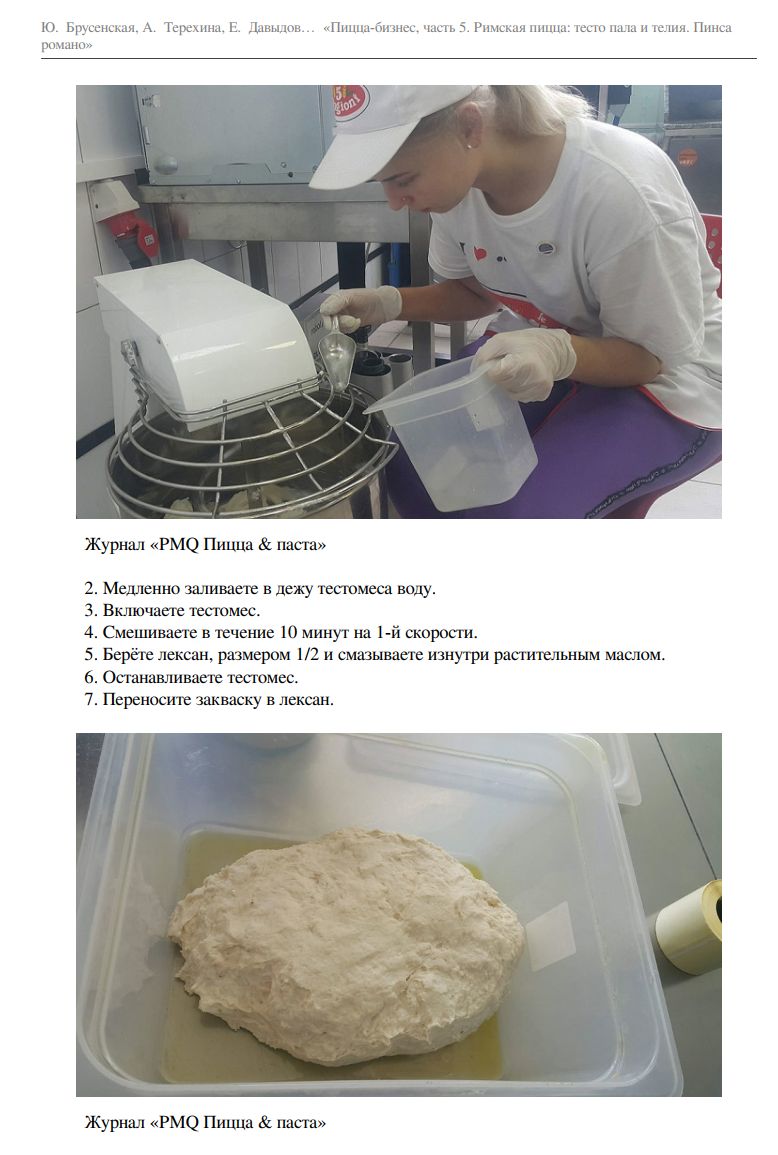 Ю. Брусенская, А. Терехина, Е. Давыдов… «Пицца-бизнес, часть 5. Римская пицца: тесто пала и телия. Пинса
романо»
Журнал «PMQ Пицца & паста»
2. Медленно заливаете в дежу тестомеса воду.
3. Включаете тестомес.
4. Смешиваете в течение 10 минут на 1-й скорости.
5. Берёте лексан, размером 1/2 и смазываете изнутри растительным маслом.
6. Останавливаете тестомес.
7. Переносите закваску в лексан.
Журнал «PMQ Пицца & паста»